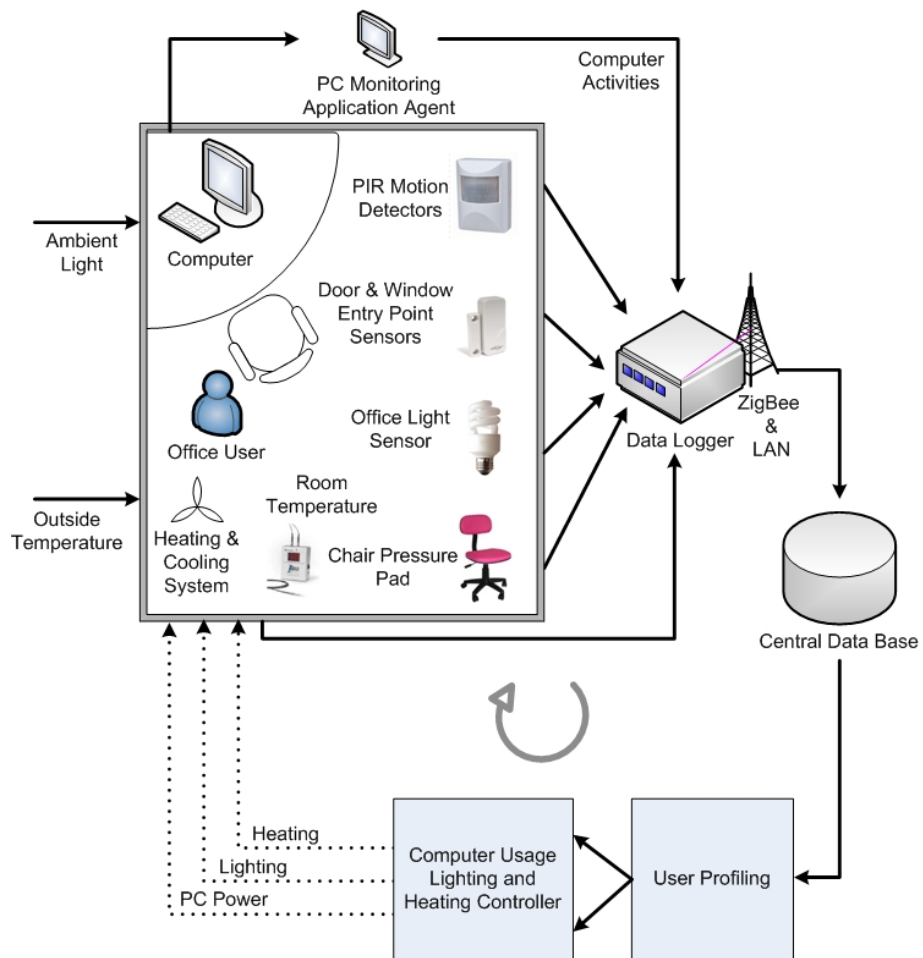 PC Monitoring
Application Agent
Computer
Activities
Ambient
Light
Computer
PIR Motion
Detectors
Door & Window
Entry Point
Sensors
Office User
Office Light
Sensor
Data Logger
ZigBee
&
LAN
Outside
Temperature
Heating &
Cooling
System
Room
Temperature
Chair Pressure
Pad
Central Data Base
Heating
Lighting
PC Power
Computer Usage
Lighting and
Heating Controller
User Profiling